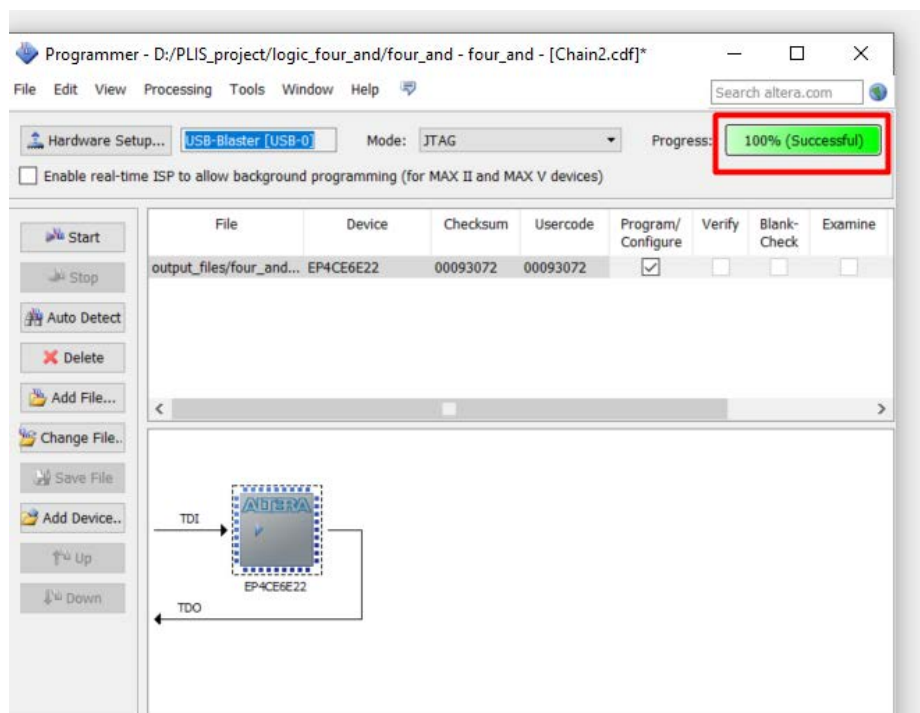 Programmer - D:/PLIS_project/logic_four_and/four_and - four_and - [Chain2.cdf]*
File Edit View Processing Tools Window Help Search altera.com
Hardware Setup... USB-Blaster [USB-0] Mode: JTAG Progress: 100% (Successful)
Enable real-time ISP to allow background programming (for MAX II and MAX V devices)
Start
Stop
Auto Detect
Delete
Add File...
Change File..
Save File
Add Device..
Up
Down
File Device Checksum Usercode Program/ Verify Blank- Examine
Configure Check
output_files/four_and... EP4CE6E22 00093072 00093072
TDI
ALTERA
EP4CE6E22
TDO